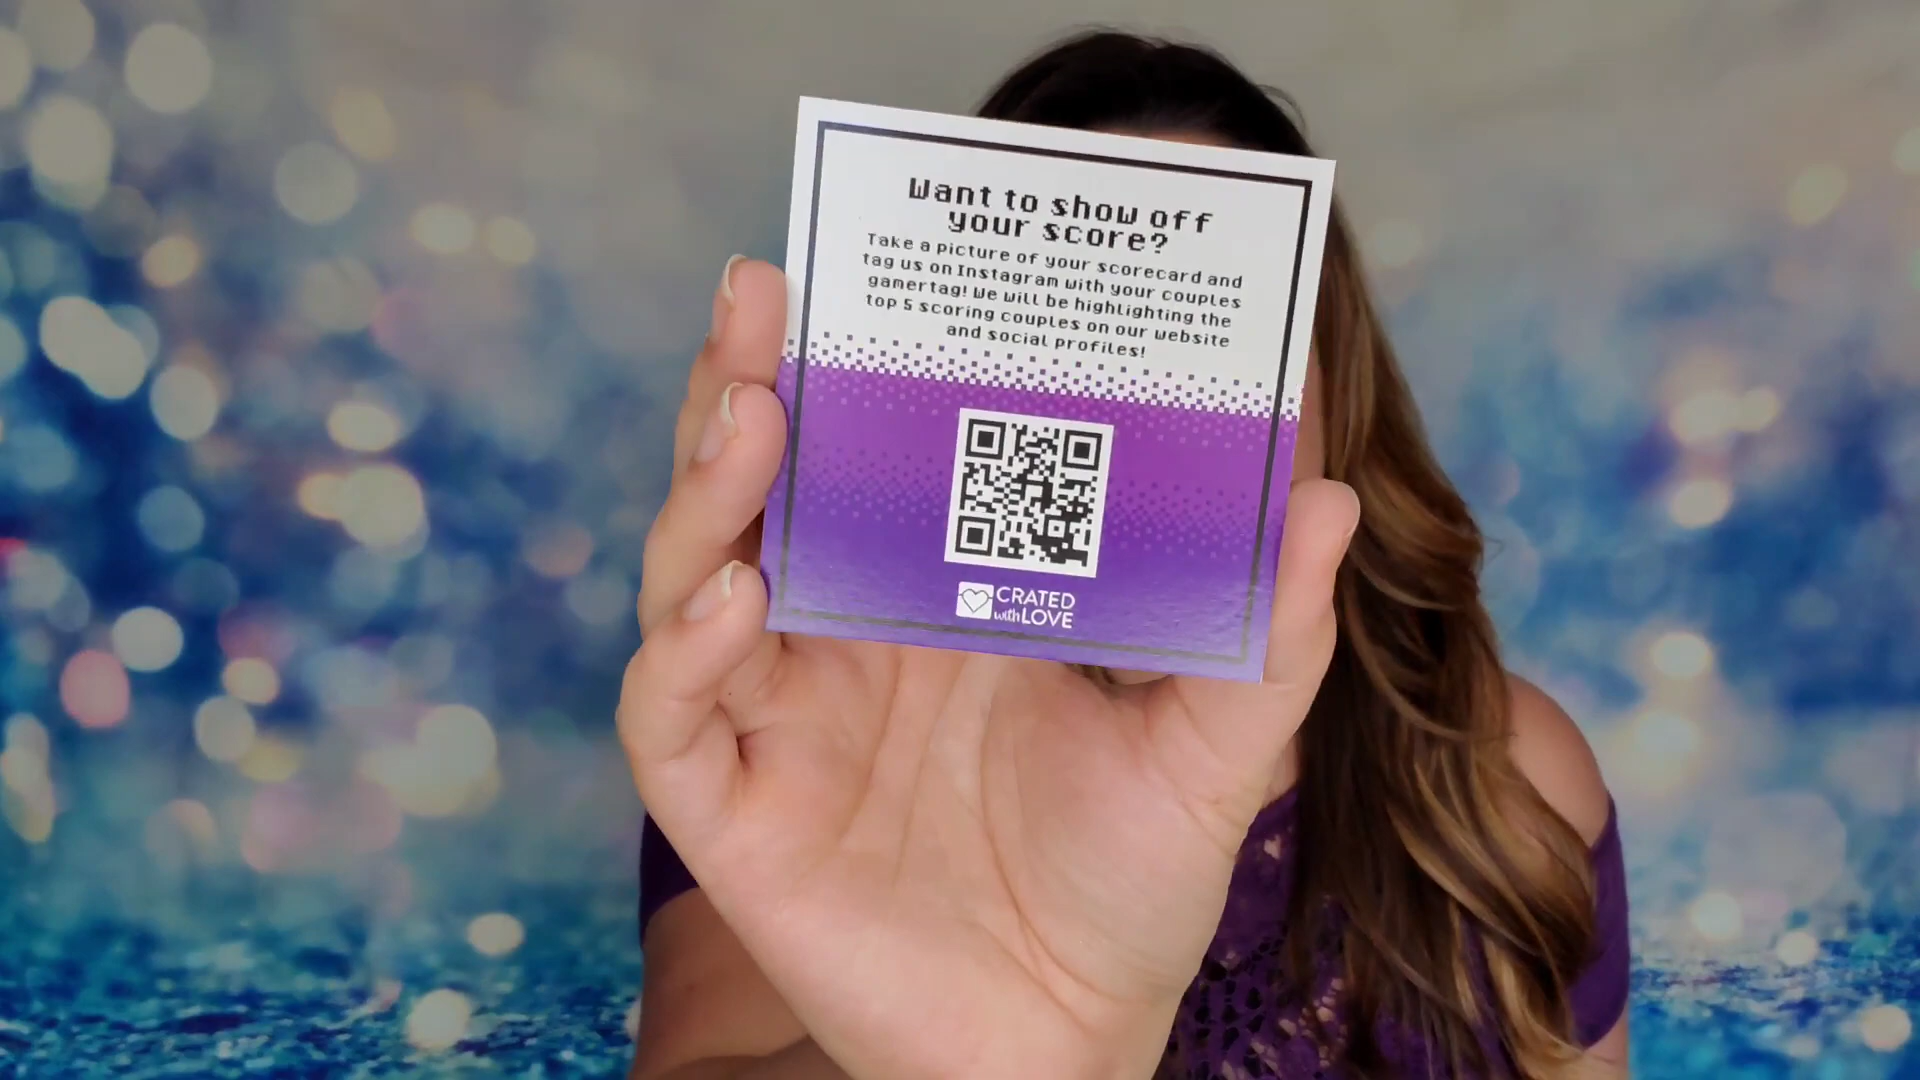 Want to show off
your score?
Take a picture of your scorecard and
tag us on Instagram with your couples
gamertag! We will be highlighting the
top 5 scoring couples on our website
and social profiles!
CRATED
with LOVE